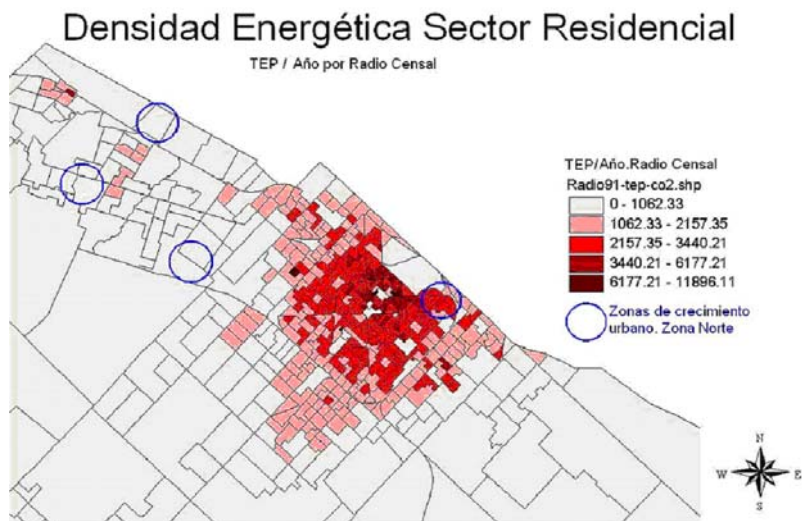 Densidad Energética Sector Residencial
TEP / Año por Radio Censal
TEP/Año.Radio Censal
Radio91-tep-co2.shp
0 - 1062.33
1062.33 - 2157.35
2157.35 - 3440.21
3440.21 - 6177.21
6177.21 - 11896.11
Zonas de crecimiento
urbano. Zona Norte
N
W E
S